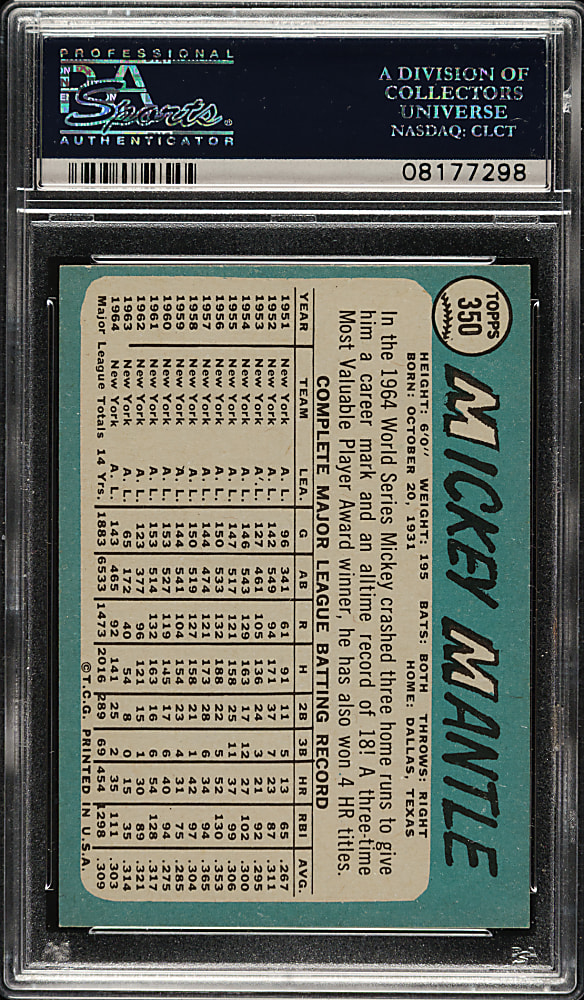 PROFESSIONAL
PSA
Sports
AUTHENTICATOR
A DIVISION OF
COLLECTORS
UNIVERSE
NASDAQ: CLCT
08177298
TOPPS
350
MICKEY MANTLE
HEIGHT: 6'0" WEIGHT: 195 BATS: BOTH THROWS: RIGHT
BORN: OCTOBER 20, 1931 HOME: DALLAS, TEXAS
In the 1964 World Series Mickey crashed three home runs to give
him a career mark and an alltime record of 18! A three-time
Most Valuable Player Award winner, he has also won 4 HR titles.
COMPLETE MAJOR LEAGUE BATTING RECORD
YEAR TEAM LEA. G AB R H 2B 3B HR RBI AVG.
1951 New York A. L. 96 341 61 91 11 5 13 65 .267
1952 New York A. L. 142 549 94 171 37 7 23 87 .311
1953 New York A. L. 127 461 105 136 24 3 21 92 .295
1954 New York A. L. 146 543 129 163 17 12 27 102 .300
1955 New York A. L. 147 517 121 158 25 11 37 99 .306
1956 New York A. L. 150 533 132 188 22 5 52 130 .353
1957 New York A. L. 144 474 121 173 28 6 34 94 .365
1958 New York A. L. 150 519 127 158 21 1 42 97 .304
1959 New York A. L. 144 541 104 154 23 4 31 75 .285
1960 New York A. L. 153 527 119 145 17 6 40 94 .275
1961 New York A. L. 153 514 132 163 16 6 54 128 .317
1962 New York A. L. 377 96 121 15 1 89 .321
1963 New York A. L. 65 172 40 54 8 0 15 35 .314
1964 New York A. L. 143 465 92 141 25 2 35 111 .303
Major League Totals 14 Yrs. 1883 6533 1473 2016 289 69 454 1298 .309
©T.C.G. PRINTED IN U.S.A.